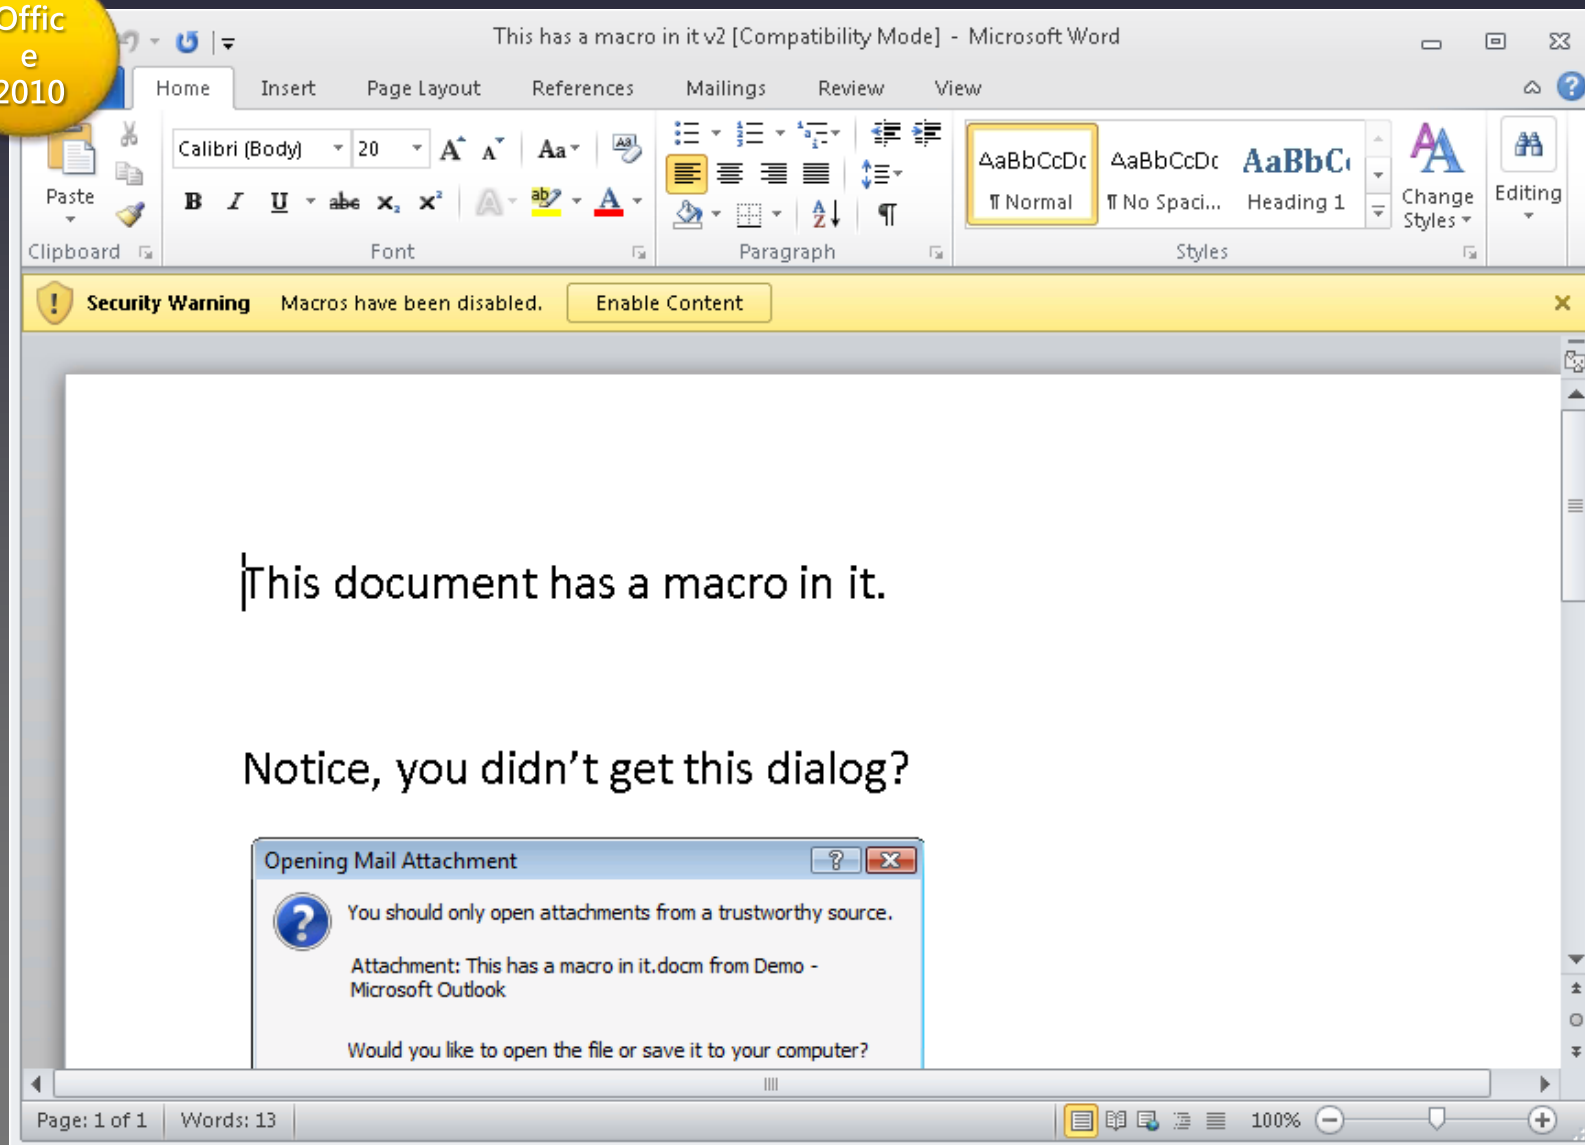 Offic
e
2010
This has a macro in it v2 [Compatibility Mode] - Microsoft Word
Home Insert Page Layout References Mailings Review View
Calibri (Body) 20 A A Aa
Paste
B I U abc x₂ x² A ab A
AaBbCcDc AaBbCcDc AaBbC
¶ Normal ¶ No Spaci... Heading 1
Change
Styles
Editing
Clipboard Font Paragraph Styles
Security Warning Macros have been disabled. Enable Content
This document has a macro in it.
Notice, you didn’t get this dialog?
Opening Mail Attachment
You should only open attachments from a trustworthy source.
Attachment: This has a macro in it.docm from Demo -
Microsoft Outlook
Would you like to open the file or save it to your computer?
Page: 1 of 1 Words: 13 100%